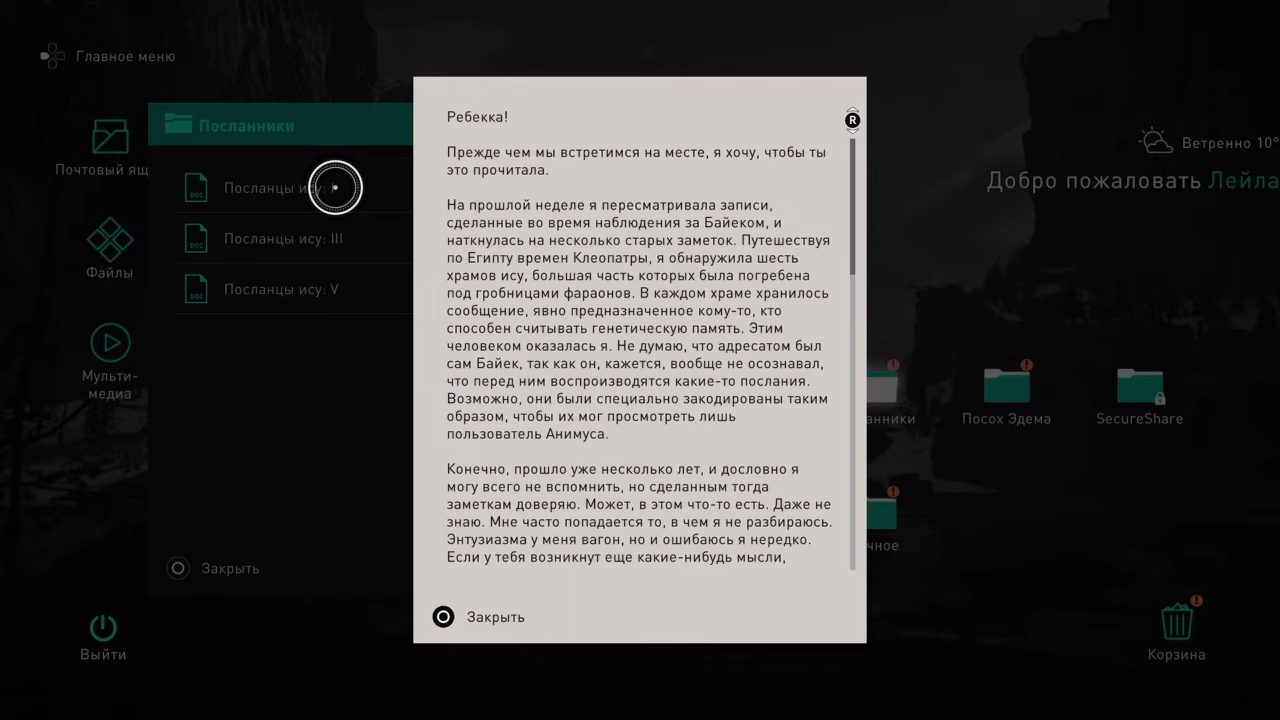 Главное меню
Посланники
Почтовый ящ
Посланцы ису:
Посланцы ису: III
Посланцы ису: V
Файлы
Мульти-
медиа
Закрыть
Выйти
Ребекка!
Прежде чем мы встретимся на месте, я хочу, чтобы ты
это прочитала.
На прошлой неделе я пересматривала записи,
сделанные во время наблюдения за Байеком, и
наткнулась на несколько старых заметок. Путешествуя
по Египту времен Клеопатры, я обнаружила шесть
храмов ису, большая часть которых была погребена
под гробницами фараонов. В каждом храме хранилось
сообщение, явно предназначенное кому-то, кто
способен считывать генетическую память. Этим
человеком оказалась я. Не думаю, что адресатом был
сам Байек, так как он, кажется, вообще не осознавал,
что перед ним воспроизводятся какие-то послания.
Возможно, они были специально закодированы таким
образом, чтобы их мог просмотреть лишь
пользователь Анимуса.
Конечно, прошло уже несколько лет, и дословно я
могу всего не вспомнить, но сделанным тогда
заметкам доверяю. Может, в этом что-то есть. Даже не
знаю. Мне часто попадается то, в чем я не разбираюсь.
Энтузиазма у меня вагон, но и ошибаюсь я нередко.
Если у тебя возникнут еще какие-нибудь мысли,
Закрыть
R
Ветренно 10°
Добро пожаловать Лейла
анники
Посох Эдема
SecureShare
чное
Корзина
DOC
DOC
DOC